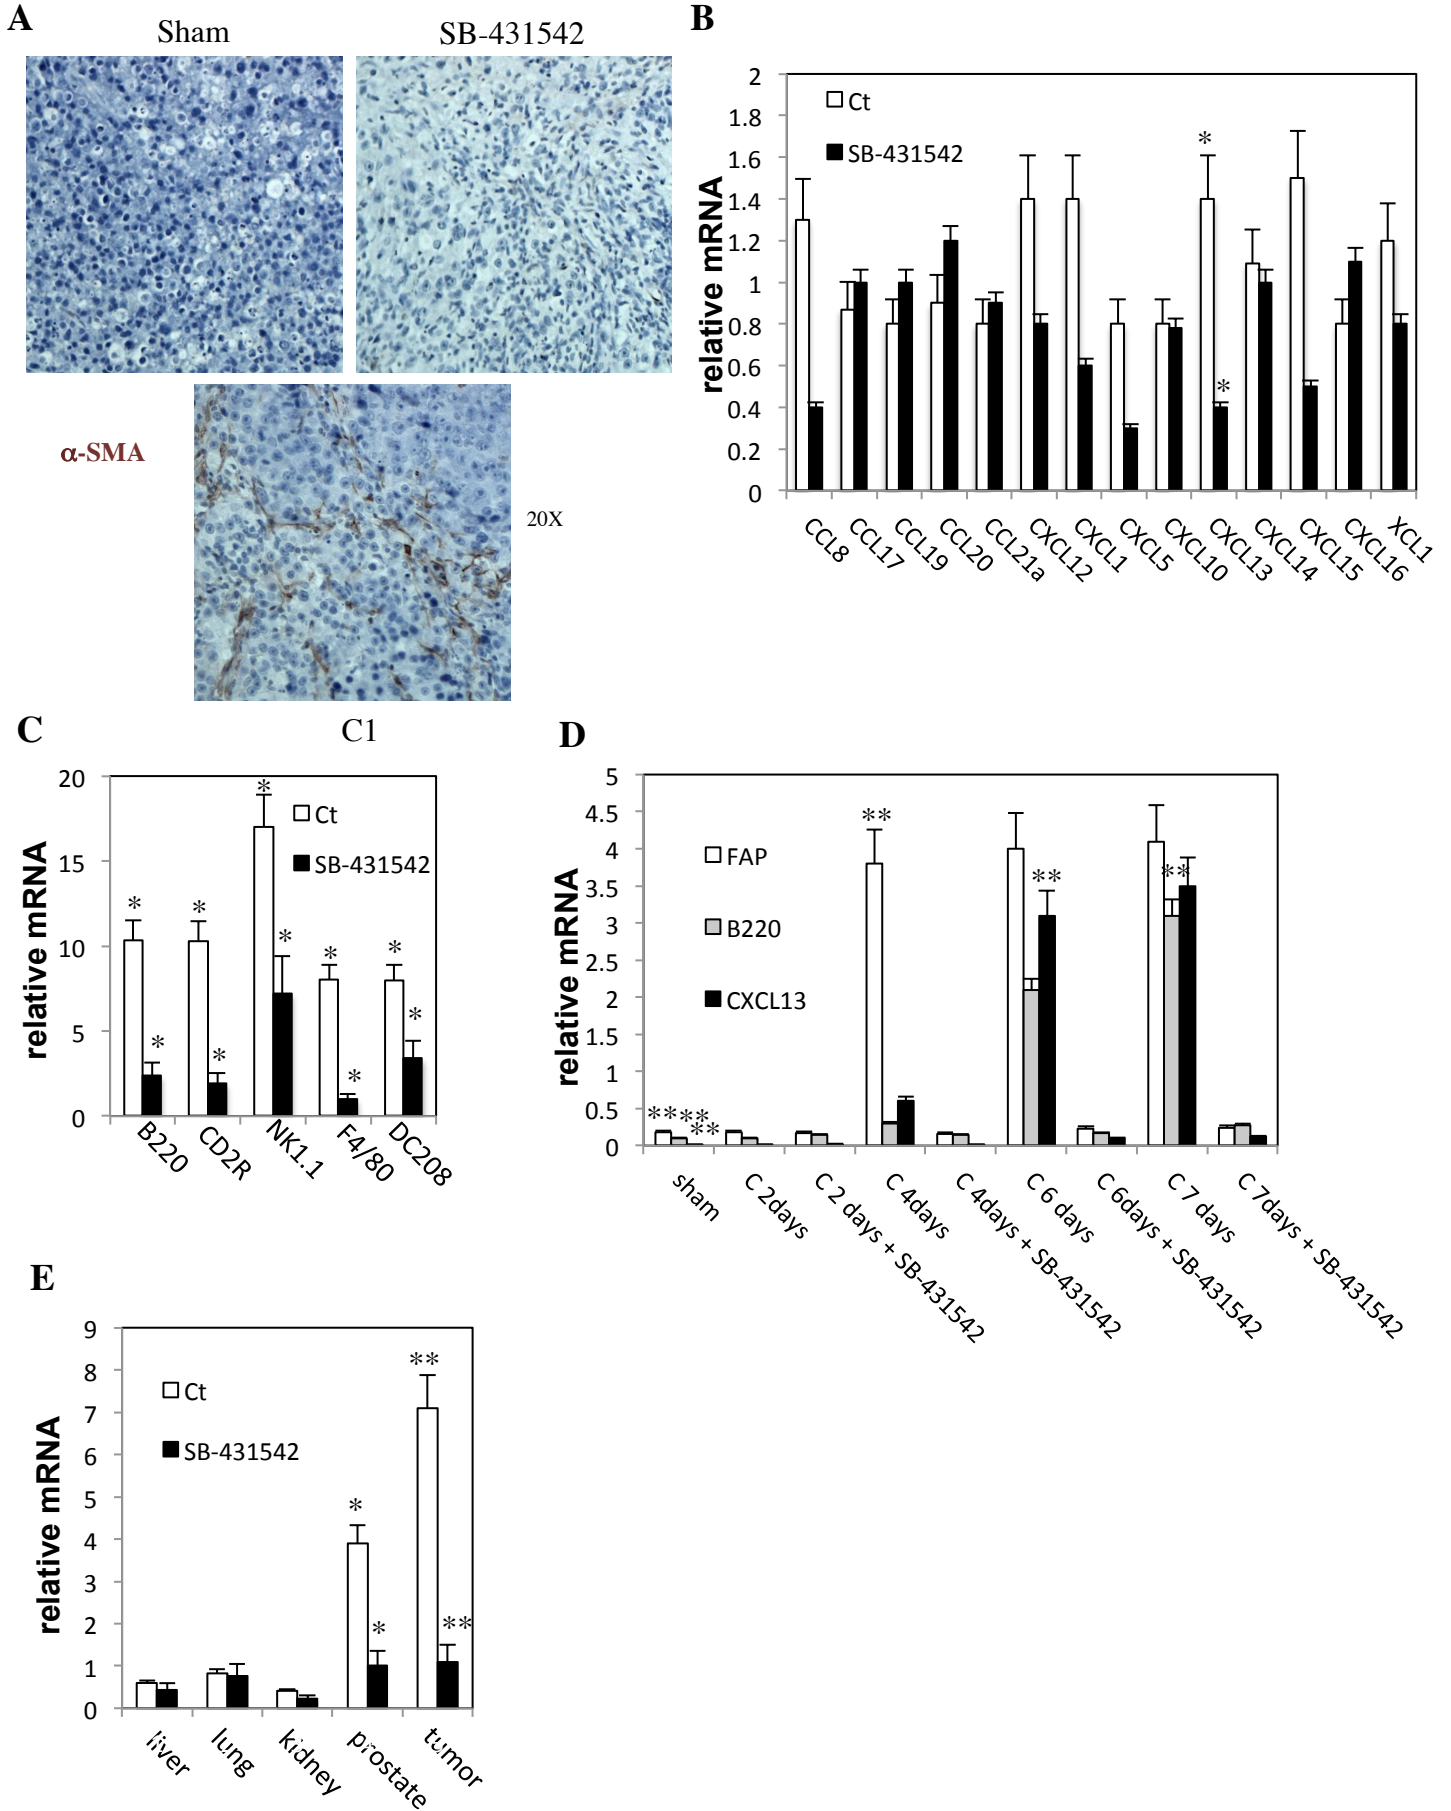 A
Sham
SB-431542
α-SMA
20X
C1
B
relative mRNA
2
1.8
1.6
1.4
1.2
1
0.8
0.6
0.4
0.2
0
Ct
SB-431542
*
*
CCL8
CCL17
CCL19
CCL20
CCL21a
CXCL12
CXCL1
CXCL5
CXCL10
CXCL13
CXCL14
CXCL15
CXCL16
XCL1
C
relative mRNA
20
15
10
5
0
Ct
SB-431542
*
*
*
*
*
*
*
*
*
*
B220
CD2R
NK1.1
F4/80
DC208
D
relative mRNA
5
4.5
4
3.5
3
2.5
2
1.5
1
0.5
0
FAP
B220
CXCL13
****
**
**
**
**
sham
C 2days
C 2 days + SB-431542
C 4days
C 4days + SB-431542
C 6 days
C 6days + SB-431542
C 7 days
C 7days + SB-431542
E
relative mRNA
9
8
7
6
5
4
3
2
1
0
Ct
SB-431542
*
*
**
**
liver
lung
kidney
prostate
tumor